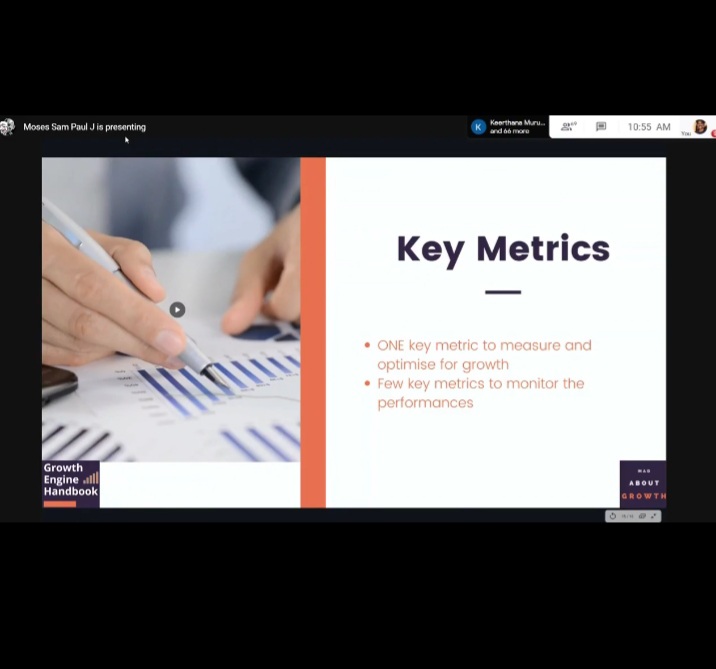 Moses Sam Paul J is presenting
Keerthana Muru...
and 66 more
10:55 AM
You
Key Metrics
• ONE key metric to measure and
optimise for growth
• Few key metrics to monitor the
performances
Growth
Engine
Handbook
MAD
ABOUT
GROWTH